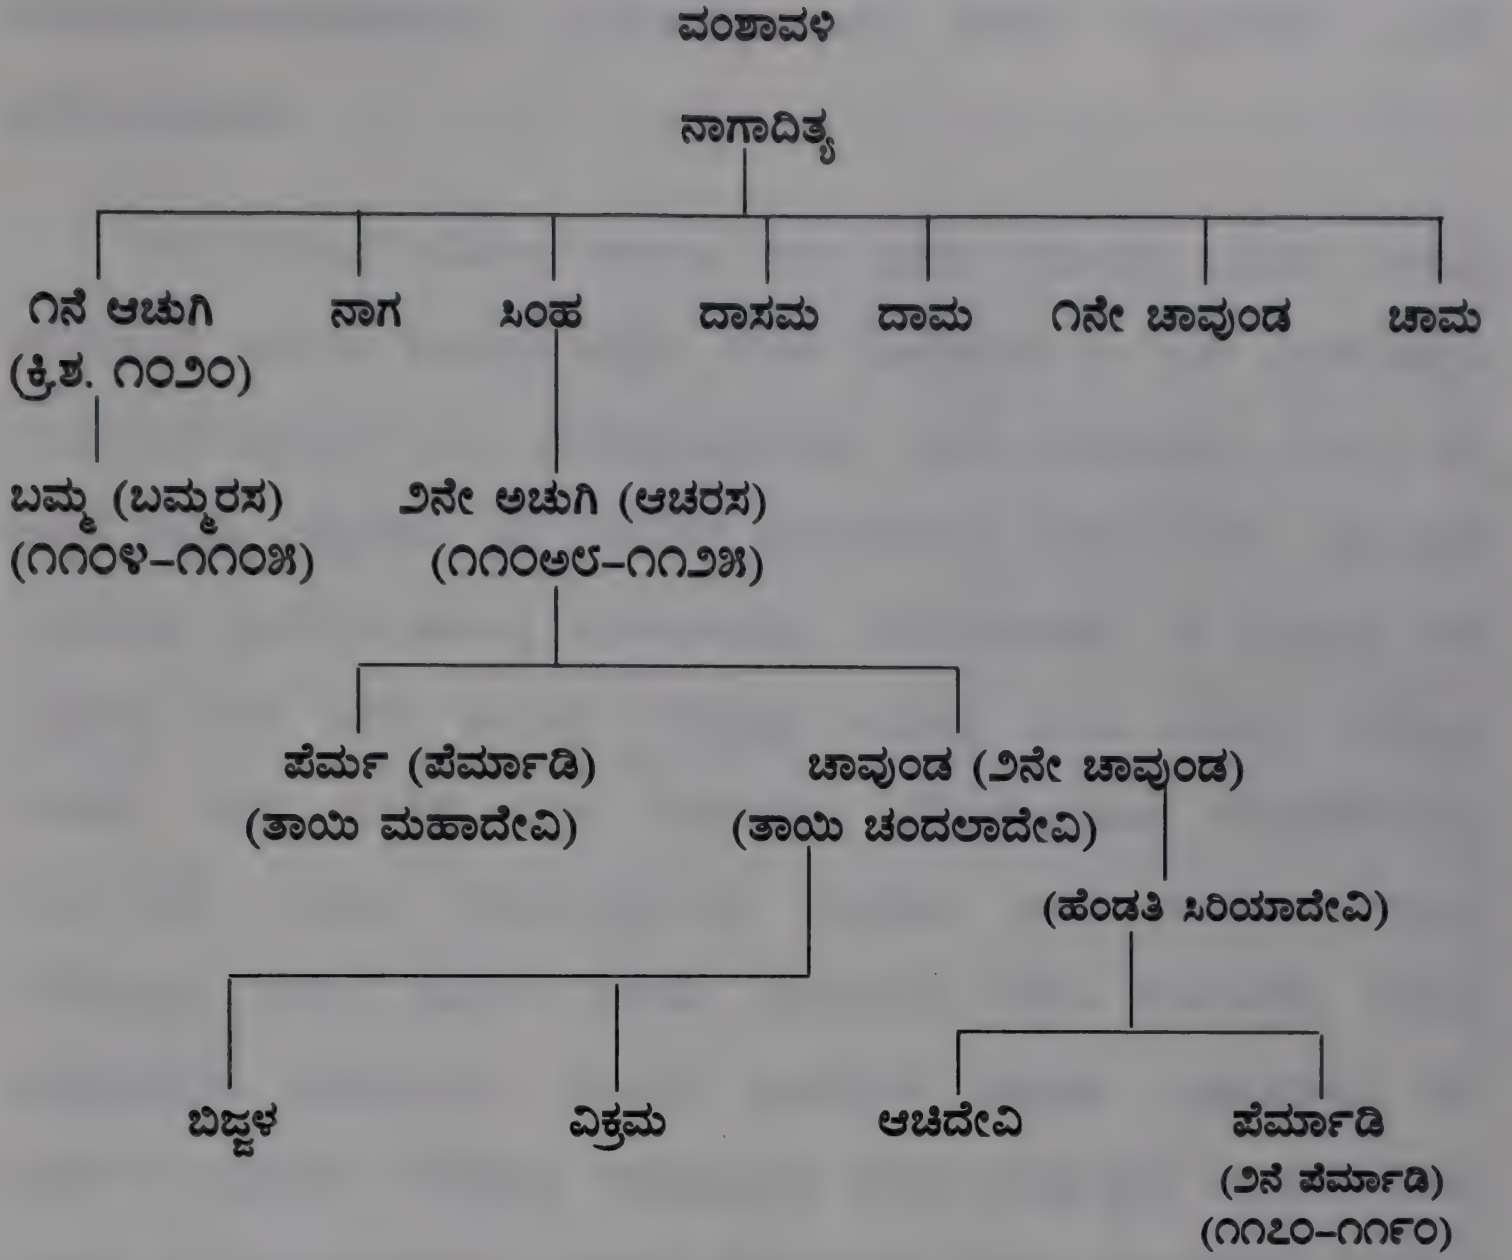 ವಂಶಾವಳಿ
ನಾಗಾದಿತ್ಯ
೧ನೆ ಆಚುಗಿ ನಾಗ ಸಿಂಹ ದಾಸಮ ದಾಮ ೧ನೇ ಚಾವುಂಡ ಚಾಮ
(ಕ್ರಿ.ಶ. ೧೦೨೦)
ಬಮ್ಮ (ಬಮ್ಮರಸ) ೨ನೇ ಅಚುಗಿ (ಆಚರಸ)
(೧೧೦೪–೧೧೦೫) (೧೧೦೮೮–೧೧೨೫)
ಪೆರ್ಮ (ಪೆರ್ಮಾಡಿ) ಚಾವುಂಡ (೨ನೇ ಚಾವುಂಡ)
(ತಾಯಿ ಮಹಾದೇವಿ) (ತಾಯಿ ಚಂದಲಾದೇವಿ)
(ಹೆಂಡತಿ ಸಿರಿಯಾದೇವಿ)
ಬಿಜ್ಜಳ ವಿಕ್ರಮ ಆಚಿದೇವಿ ಪೆರ್ಮಾಡಿ
(೨ನೆ ಪೆರ್ಮಾಡಿ)
(೧೧೭೦–೧೧೯೦)